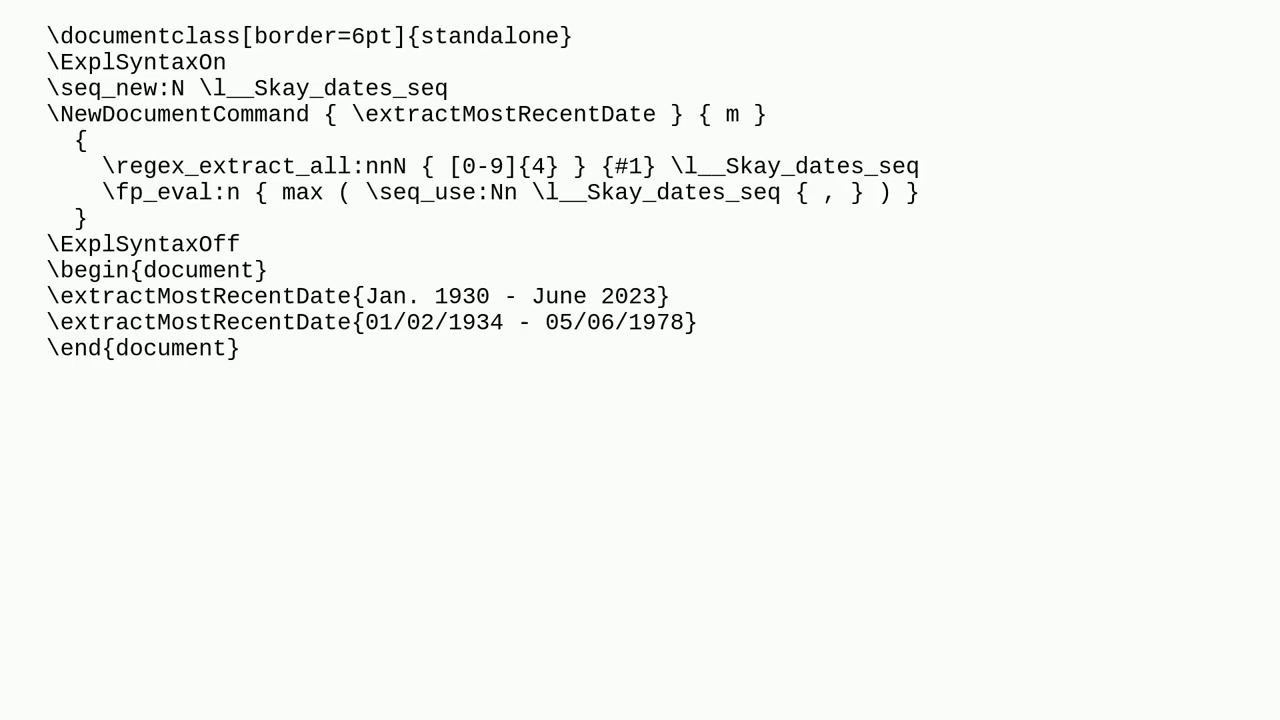 \documentclass[border=6pt]{standalone}
\ExplSyntaxOn
\seq_new:N \l__Skay_dates_seq
\NewDocumentCommand { \extractMostRecentDate } { m }
  {
    \regex_extract_all:nnN { [0-9]{4} } {#1} \l__Skay_dates_seq
    \fp_eval:n { max ( \seq_use:Nn \l__Skay_dates_seq { , } ) }
  }
\ExplSyntaxOff
\begin{document}
\extractMostRecentDate{Jan. 1930 - June 2023}
\extractMostRecentDate{01/02/1934 - 05/06/1978}
\end{document}